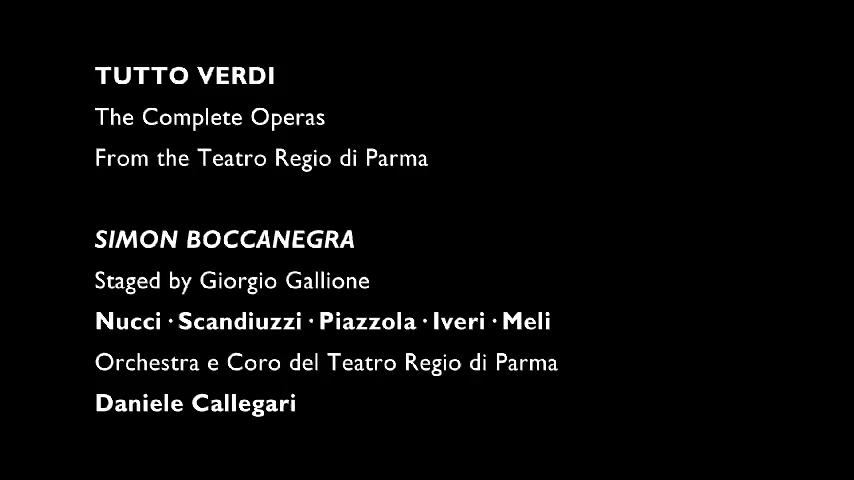 TUTTO VERDI
The Complete Operas
From the Teatro Regio di Parma
SIMON BOCCANEGRA
Staged by Giorgio Gallione
Nucci · Scandiuzzi · Piazzola · Iveri · Meli
Orchestra e Coro del Teatro Regio di Parma
Daniele Callegari